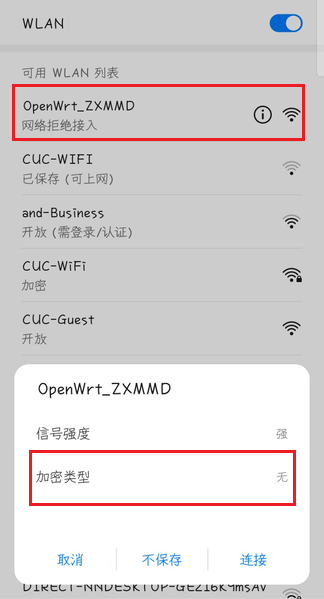 WLAN
可用 WLAN 列表
OpenWrt_ZXMMD
网络拒绝接入
CUC-WIFI
已保存 (可上网)
and-Business
开放 (需登录/认证)
CUC-WiFi
加密
CUC-Guest
开放
OpenWrt_ZXMMD
信号强度 强
加密类型 无
取消 不保存 连接
DIRECT-NNDESKTOP-GE2I6K9msAV